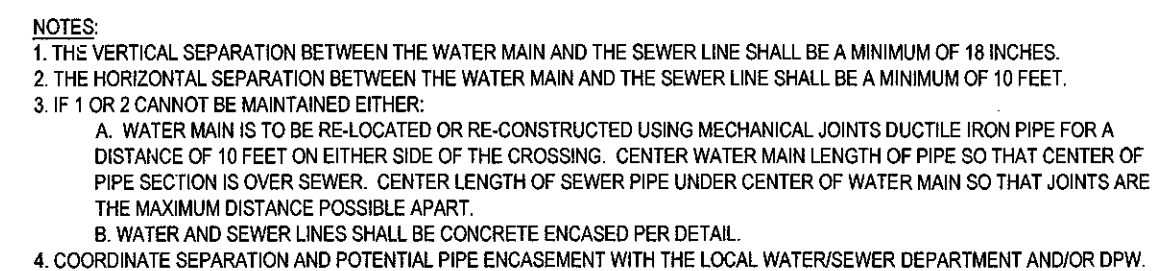 NOTES:
1. THE VERTICAL SEPARATION BETWEEN THE WATER MAIN AND THE SEWER LINE SHALL BE A MINIMUM OF 18 INCHES.
2. THE HORIZONTAL SEPARATION BETWEEN THE WATER MAIN AND THE SEWER LINE SHALL BE A MINIMUM OF 10 FEET.
3. IF 1 OR 2 CANNOT BE MAINTAINED EITHER:
A. WATER MAIN IS TO BE RE-LOCATED OR RE-CONSTRUCTED USING MECHANICAL JOINTS DUCTILE IRON PIPE FOR A
DISTANCE OF 10 FEET ON EITHER SIDE OF THE CROSSING. CENTER WATER MAIN LENGTH OF PIPE SO THAT CENTER OF
PIPE SECTION IS OVER SEWER. CENTER LENGTH OF SEWER PIPE UNDER CENTER OF WATER MAIN SO THAT JOINTS ARE
THE MAXIMUM DISTANCE POSSIBLE APART.
B. WATER AND SEWER LINES SHALL BE CONCRETE ENCASED PER DETAIL.
4. COORDINATE SEPARATION AND POTENTIAL PIPE ENCASEMENT WITH THE LOCAL WATER/SEWER DEPARTMENT AND/OR DPW.